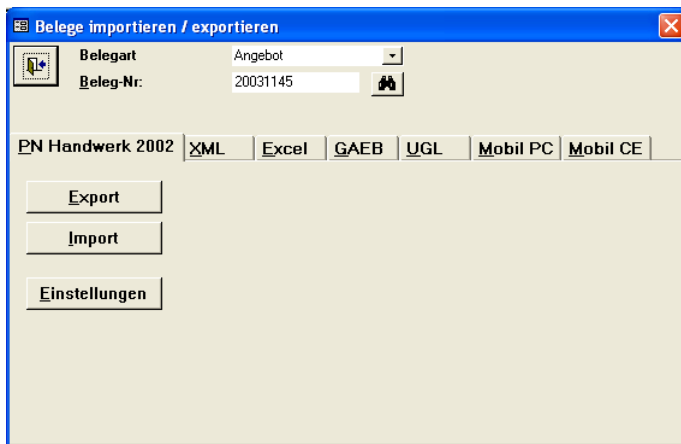 Belege importieren / exportieren
Belegart Angebot
Beleg-Nr: 20031145
PN Handwerk 2002 XML Excel GAEB UGL Mobil PC Mobil CE
Export
Import
Einstellungen